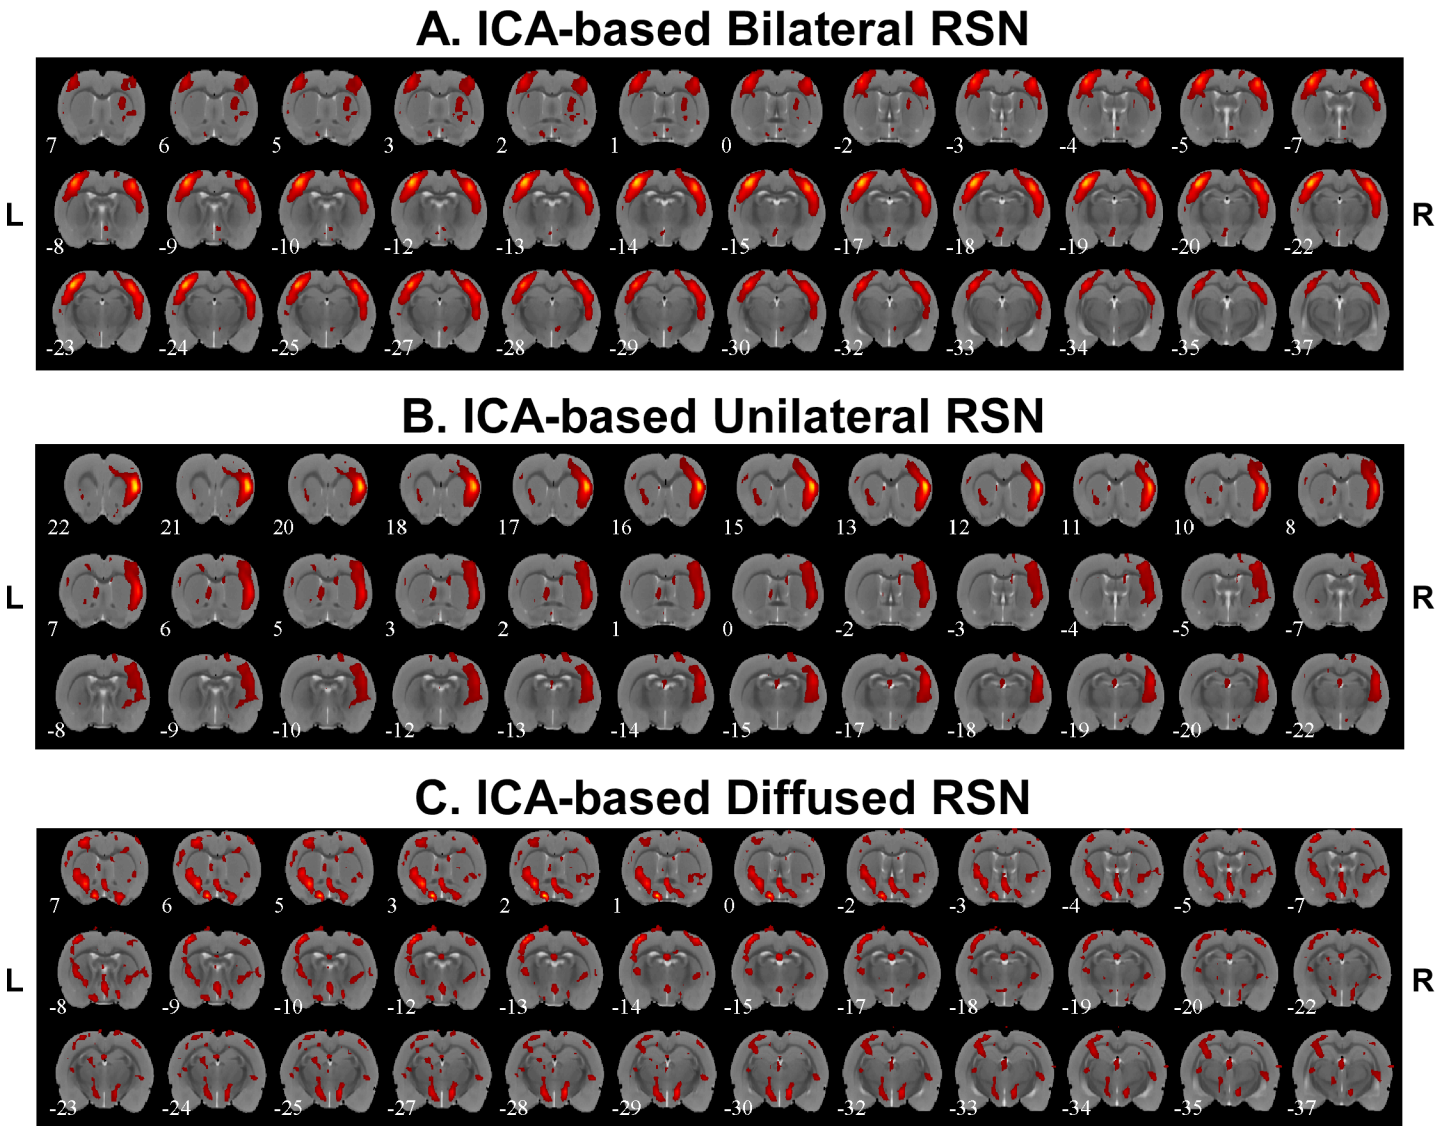 A. ICA-based Bilateral RSN
7 6 5 3 2 1 0 -2 -3 -4 -5 -7
L -8 -9 -10 -12 -13 -14 -15 -17 -18 -19 -20 -22 R
-23 -24 -25 -27 -28 -29 -30 -32 -33 -34 -35 -37
B. ICA-based Unilateral RSN
22 21 20 18 17 16 15 13 12 11 10 8
L 7 6 5 3 2 1 0 -2 -3 -4 -5 -7 R
-8 -9 -10 -12 -13 -14 -15 -17 -18 -19 -20 -22
C. ICA-based Diffused RSN
7 6 5 3 2 1 0 -2 -3 -4 -5 -7
L -8 -9 -10 -12 -13 -14 -15 -17 -18 -19 -20 -22 R
-23 -24 -25 -27 -28 -29 -30 -32 -33 -34 -35 -37